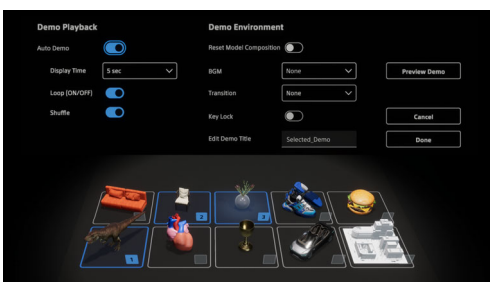 Demo Playback
Auto Demo
Display Time
5 sec
Loop (ON/OFF)
Shuffle
Demo Environment
Reset Model Composition
BGM
None
Transition
None
Key Lock
Edit Demo Title
Selected_Demo
Preview Demo
Cancel
Done
2
3
1